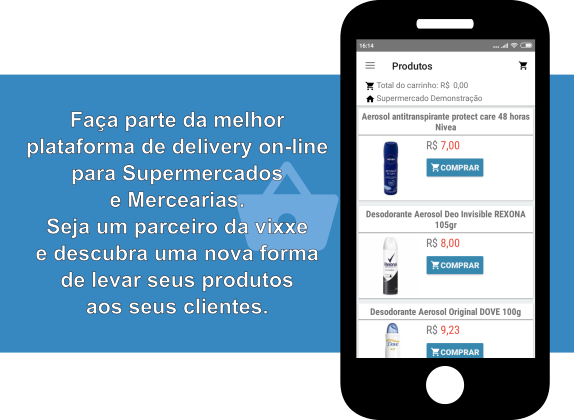 Faça parte da melhor
plataforma de delivery on-line
para Supermercados
e Mercearias.
Seja um parceiro da vixxe
e descubra uma nova forma
de levar seus produtos
aos seus clientes.
16:14
Produtos
Total do carrinho: R$ 0,00
Supermercado Demonstração
Aerosol antitranspirante protect care 48 horas
Nivea
R$ 7,00
COMPRAR
Desodorante Aerosol Deo Invisible REXONA
105gr
R$ 8,00
COMPRAR
Desodorante Aerosol Original DOVE 100g
R$ 9,23
COMPRAR